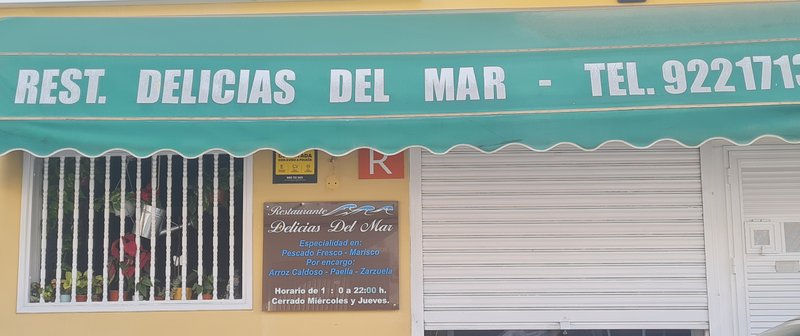 REST. DELICIAS DEL MAR - TEL. 9221713
R
Restaurante
Delicias Del Mar
Especialidad en:
Pescado Fresco - Marisco
Por encargo:
Arroz Caldoso - Paella - Zarzuela
Horario de 1 : 0 a 22:00 h.
Cerrado Miércoles y Jueves.